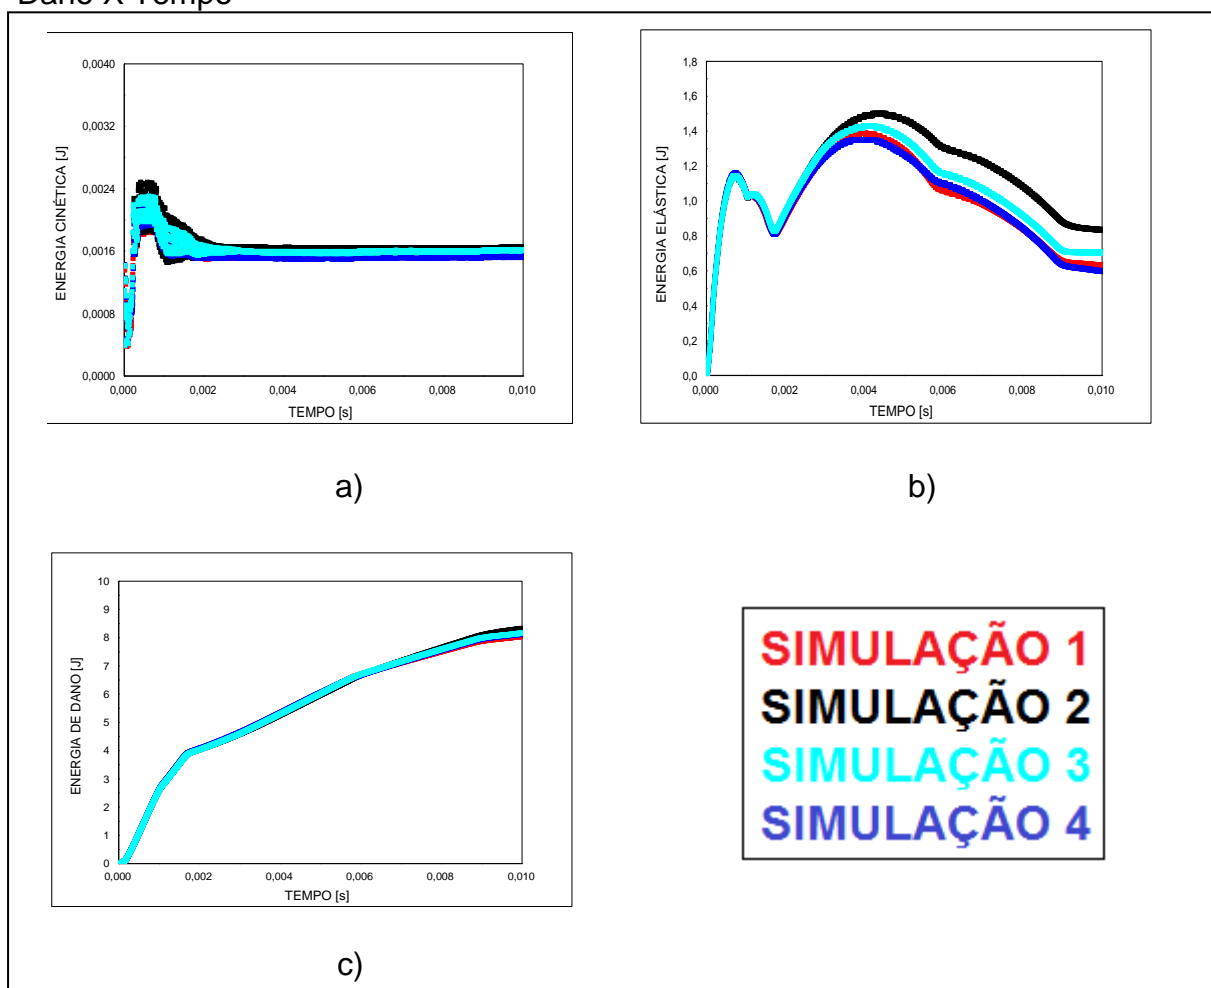 Dano X Tempo
0,0040
0,0032
0,0024
0,0016
0,0008
0,0000
ENERGIA CINÉTICA [J]
0,000 0,002 0,004 0,006 0,008 0,010
TEMPO [s]
a)
1,8
1,6
1,4
1,2
1,0
0,8
0,6
0,4
0,2
0,0
ENERGIA ELÁSTICA [J]
0,000 0,002 0,004 0,006 0,008 0,010
TEMPO [s]
b)
10
9
8
7
6
5
4
3
2
1
0
ENERGIA DE DANO [J]
0,000 0,002 0,004 0,006 0,008 0,010
TEMPO [s]
c)
SIMULAÇÃO 1
SIMULAÇÃO 2
SIMULAÇÃO 3
SIMULAÇÃO 4